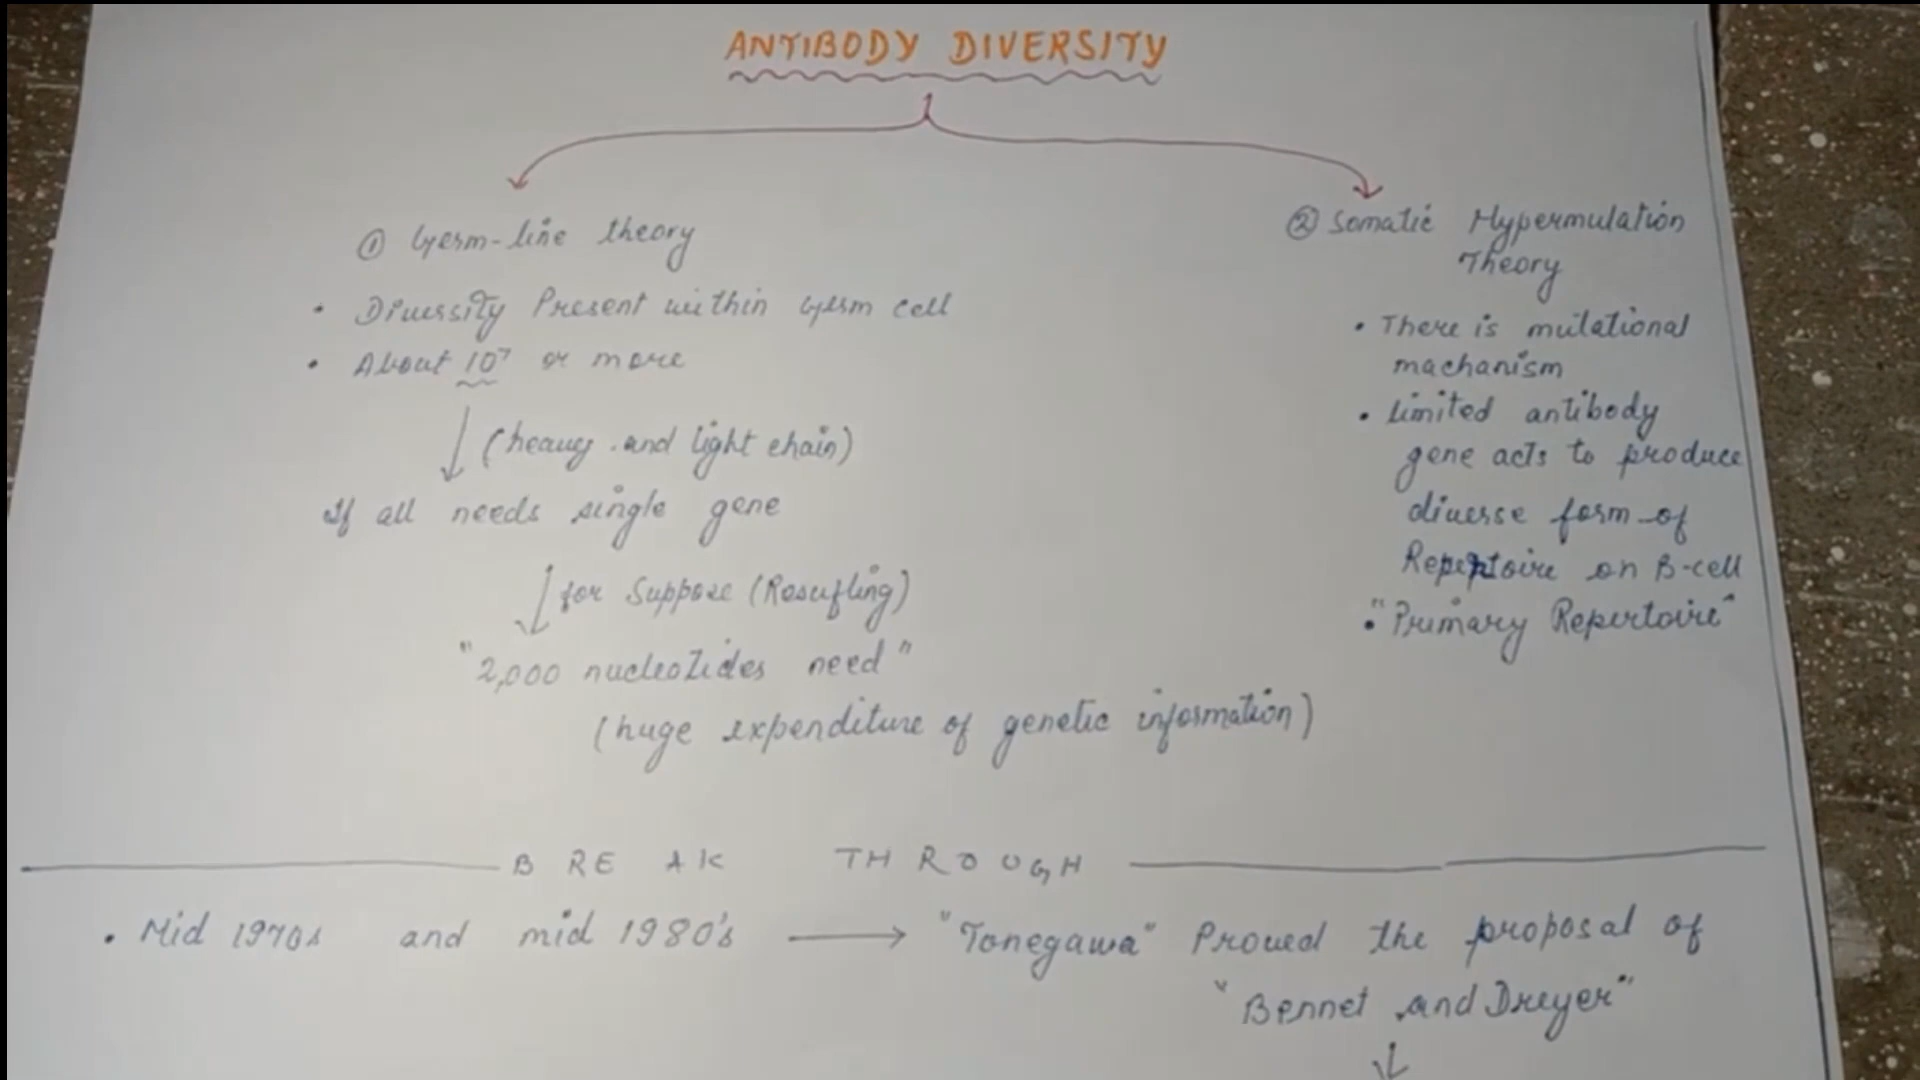 ANTIBODY DIVERSITY
① Germ-line theory
• Diversity Present within Germ cell
• About 10⁷ or more
(heavy and light chain)
If all needs single gene
for Suppose (Resufling)
"2,000 nucleotides need"
(huge expenditure of genetic information)
② Somatic Hypermutation
Theory
• There is mutational
machanism
• Limited antibody
gene acts to produce
diverse form of
Repertoire on B-cell
• "Primary Repertoire"
BREAK THROUGH
• Mid 1970s and mid 1980's → "Tonegawa" Proved the proposal of
"Bennet and Dreyer"